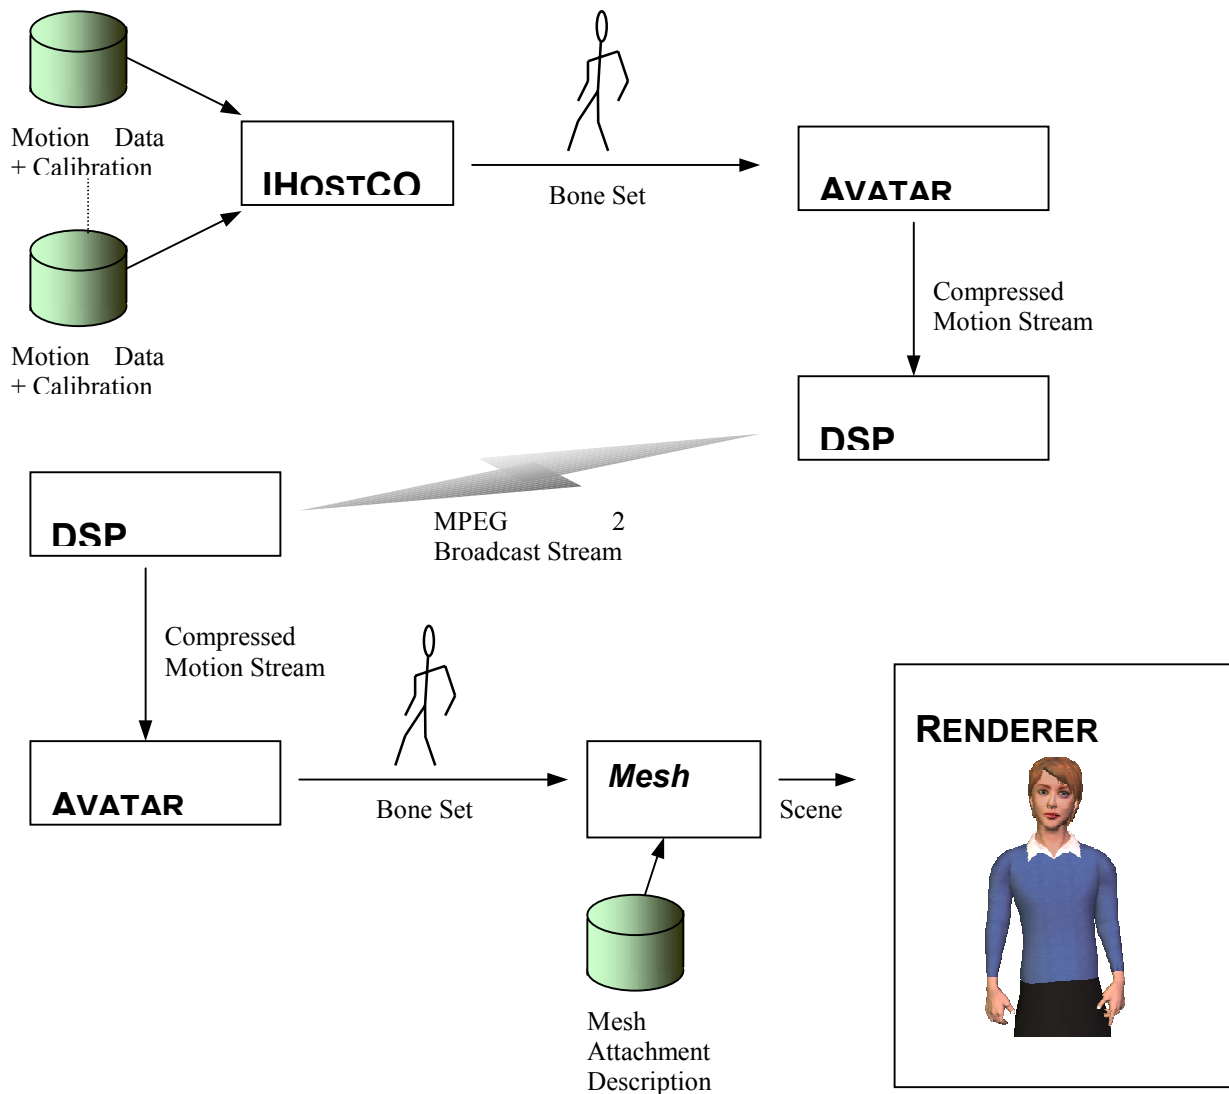 Motion Data
+ Calibration
IHOSTCO
Bone Set
AVATAR
Motion Data
+ Calibration
Compressed
Motion Stream
DSP
DSP
MPEG 2
Broadcast Stream
Compressed
Motion Stream
AVATAR
Bone Set
Mesh
Scene
RENDERER
Mesh
Attachment
Description